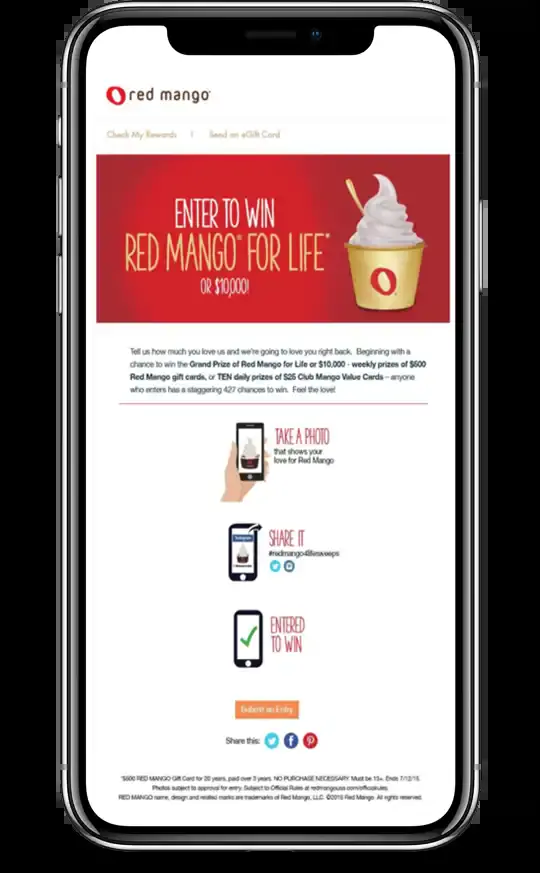 red mango
Check My Rewards | Send an eGift Card
ENTER TO WIN
RED MANGO® FOR LIFE*
OR $10,000!
Tell us how much you love us and we're going to love you right back. Beginning with a
chance to win the Grand Prize of Red Mango for Life or $10,000 - weekly prizes of $500
Red Mango gift cards, or TEN daily prizes of $25 Club Mango Value Cards – anyone
who enters has a staggering 427 chances to win. Feel the love!
TAKE A PHOTO
that shows your
love for Red Mango
SHARE IT
#redmango4lifesweeps
ENTERED
TO WIN
Submit an Entry
Share this:
*$500 RED MANGO Gift Card for 20 years, paid over 3 years. NO PURCHASE NECESSARY. Must be 13+. Ends 7/12/15.
Photos subject to approval for entry. Subject to Official Rules at redmangousa.com/officialrules.
RED MANGO name, design and related marks are trademarks of Red Mango, LLC. ©2015 Red Mango. All rights reserved.